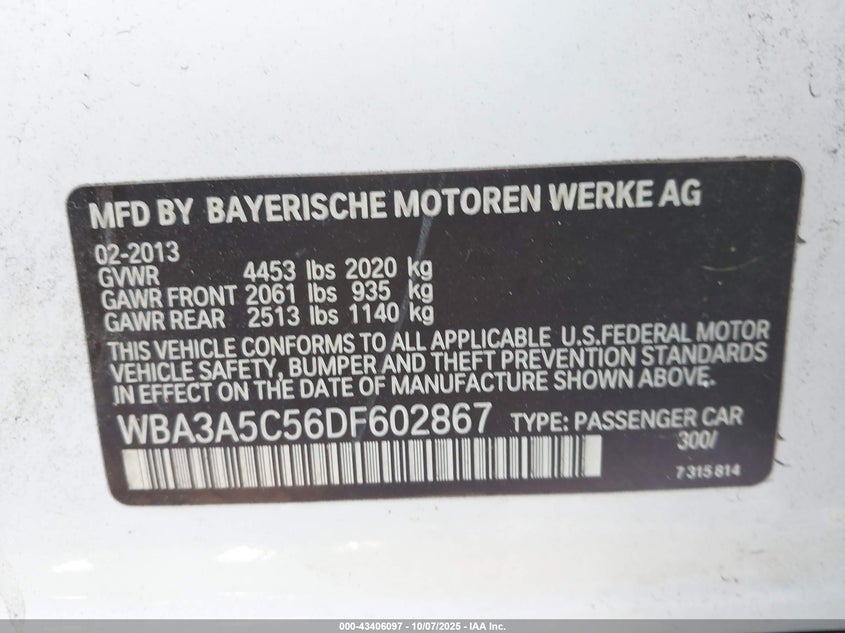 MFD BY BAYERISCHE MOTOREN WERKE AG
02-2013
GVWR 4453 lbs 2020 kg
GAWR FRONT 2061 lbs 935 kg
GAWR REAR 2513 lbs 1140 kg
THIS VEHICLE CONFORMS TO ALL APPLICABLE U.S.FEDERAL MOTOR
VEHICLE SAFETY, BUMPER AND THEFT PREVENTION STANDARDS
IN EFFECT ON THE DATE OF MANUFACTURE SHOWN ABOVE.
WBA3A5C56DF602867 TYPE: PASSENGER CAR
300/
7 315 814
000-43406097 - 10/07/2025 - IAA Inc.